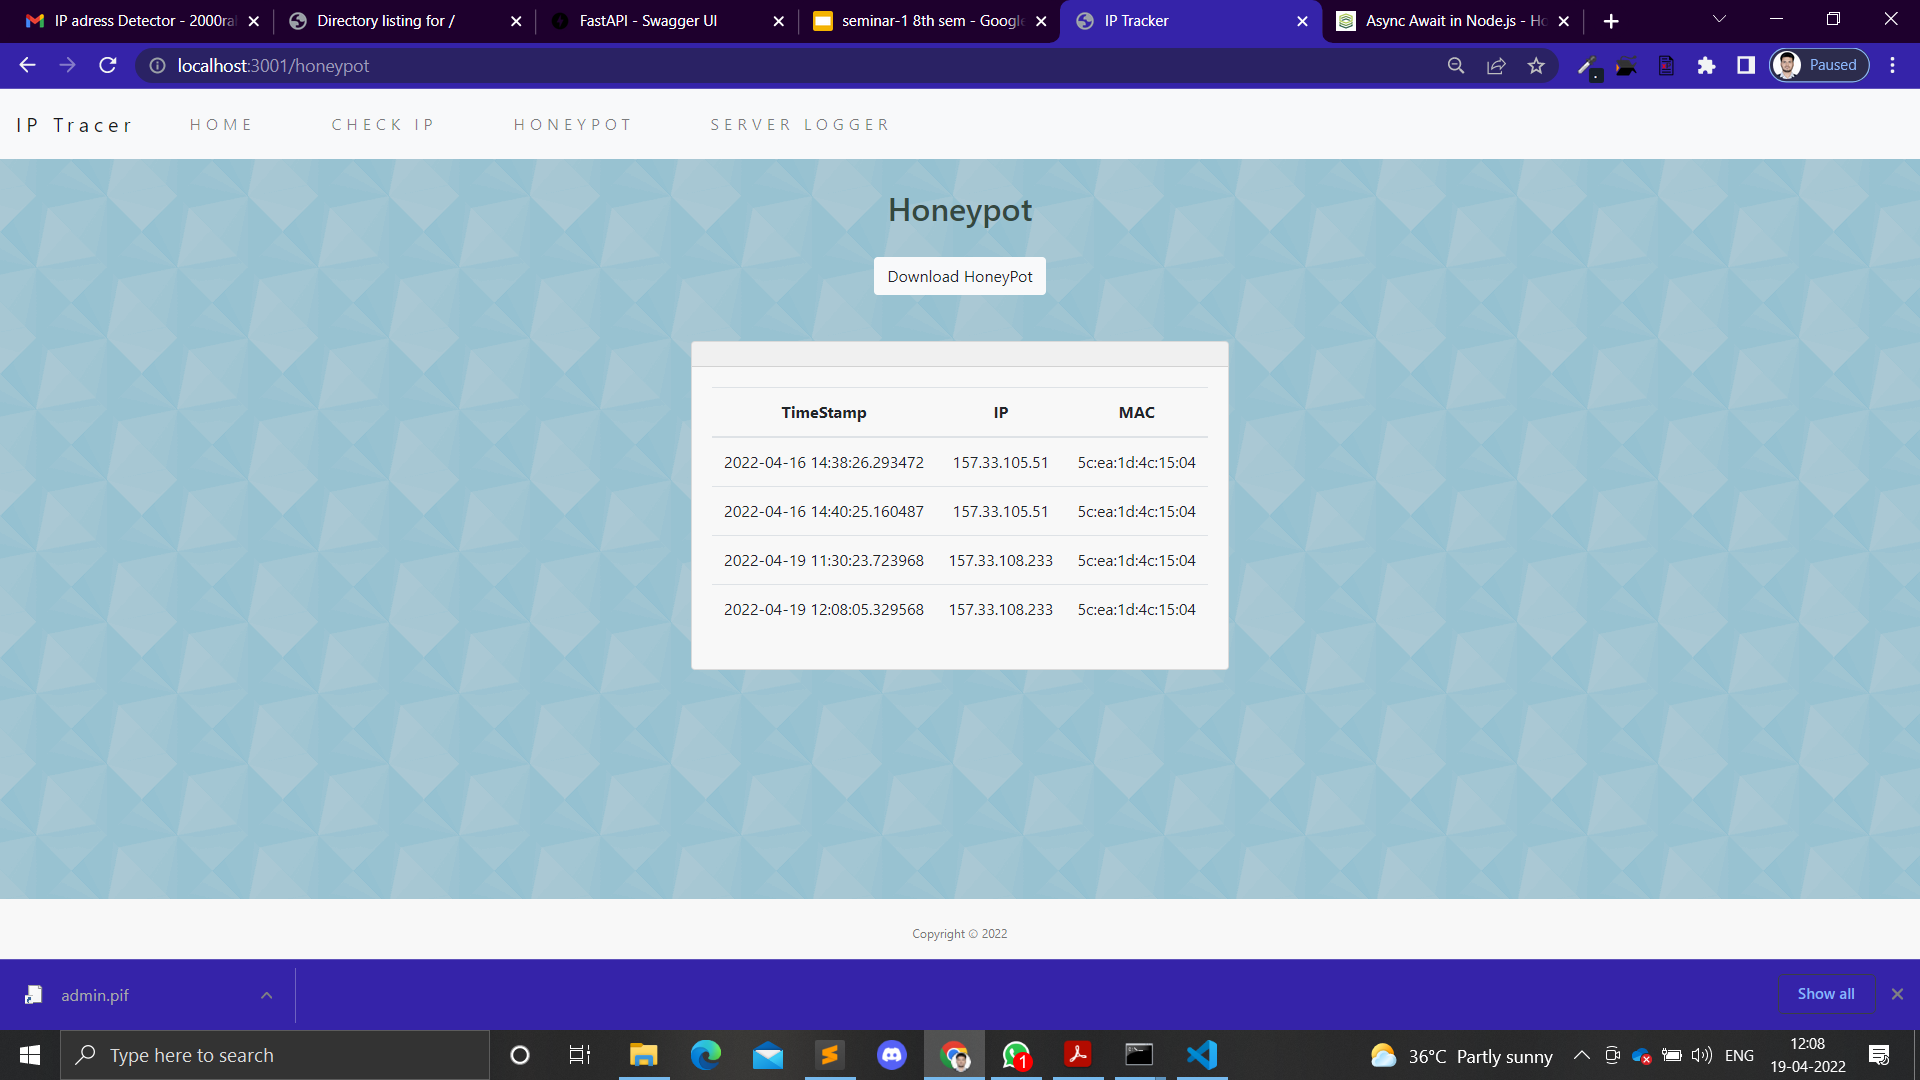 IP adress Detector - 2000ra
Directory listing for /
FastAPI - Swagger UI
seminar-1 8th sem - Google
IP Tracker
Async Await in Node.js - Ho
localhost:3001/honeypot
Paused
IP Tracer HOME CHECK IP HONEYPOT SERVER LOGGER
Honeypot
Download HoneyPot
TimeStamp IP MAC
2022-04-16 14:38:26.293472 157.33.105.51 5c:ea:1d:4c:15:04
2022-04-16 14:40:25.160487 157.33.105.51 5c:ea:1d:4c:15:04
2022-04-19 11:30:23.723968 157.33.108.233 5c:ea:1d:4c:15:04
2022-04-19 12:08:05.329568 157.33.108.233 5c:ea:1d:4c:15:04
Copyright © 2022
admin.pif
Show all
Type here to search
1
36°C Partly sunny
ENG
12:08
19-04-2022